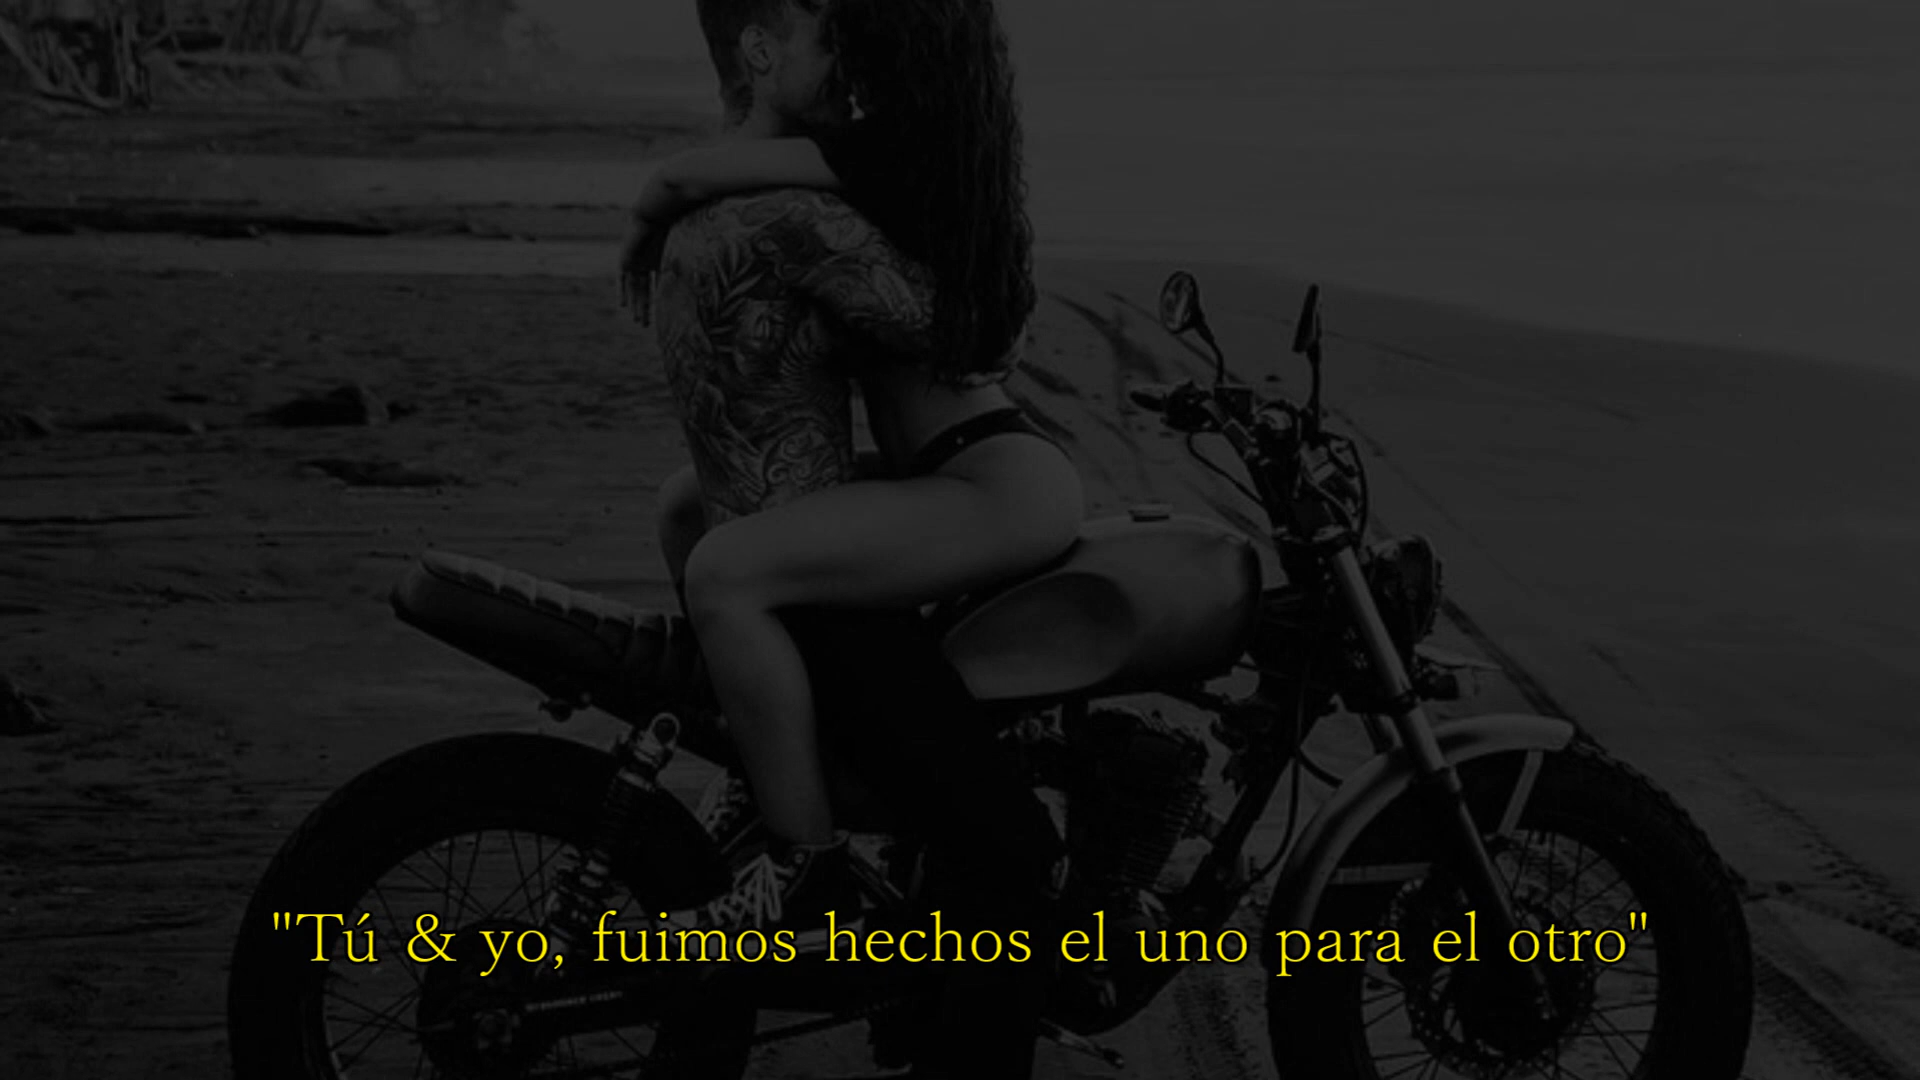 "Tú & yo, fuimos hechos el uno para el otro"